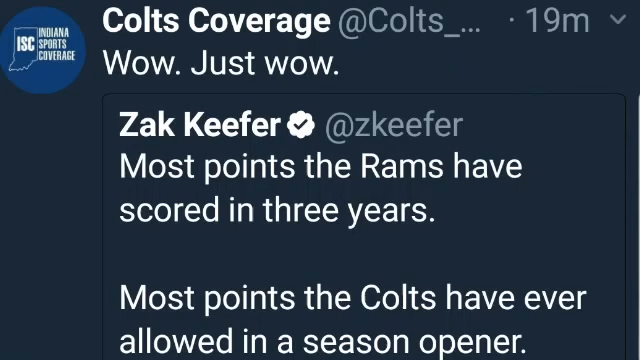 INDIANA
ISC SPORTS
COVERAGE
Colts Coverage @Colts_... · 19m
Wow. Just wow.
Zak Keefer @zkeefer
Most points the Rams have
scored in three years.
Most points the Colts have ever
allowed in a season opener.